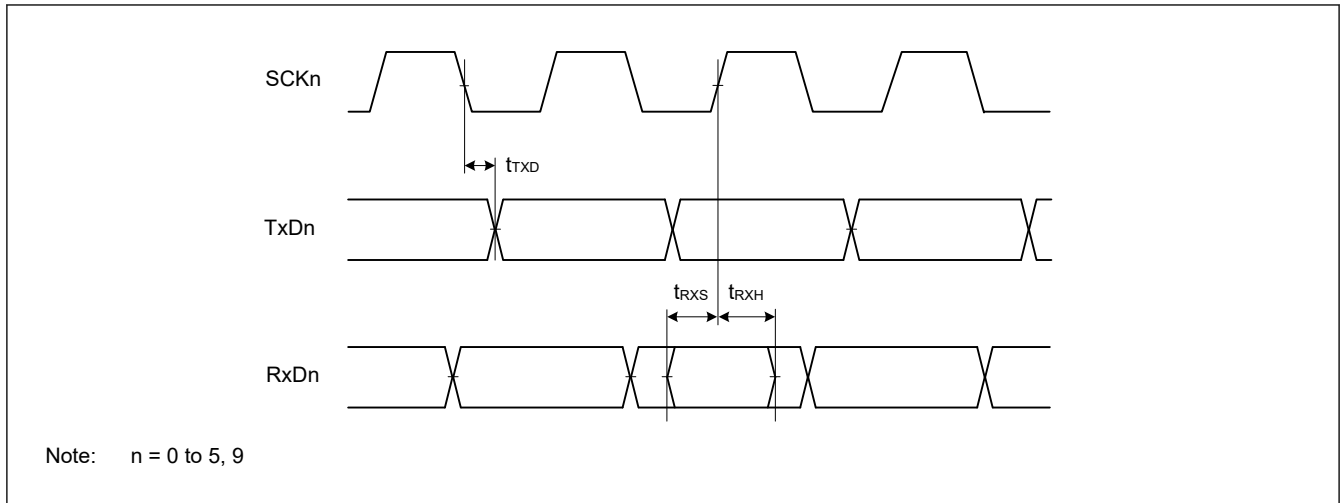 SCKn
tTXD
TxDn
tRXS tRXH
RxDn
Note: n = 0 to 5, 9